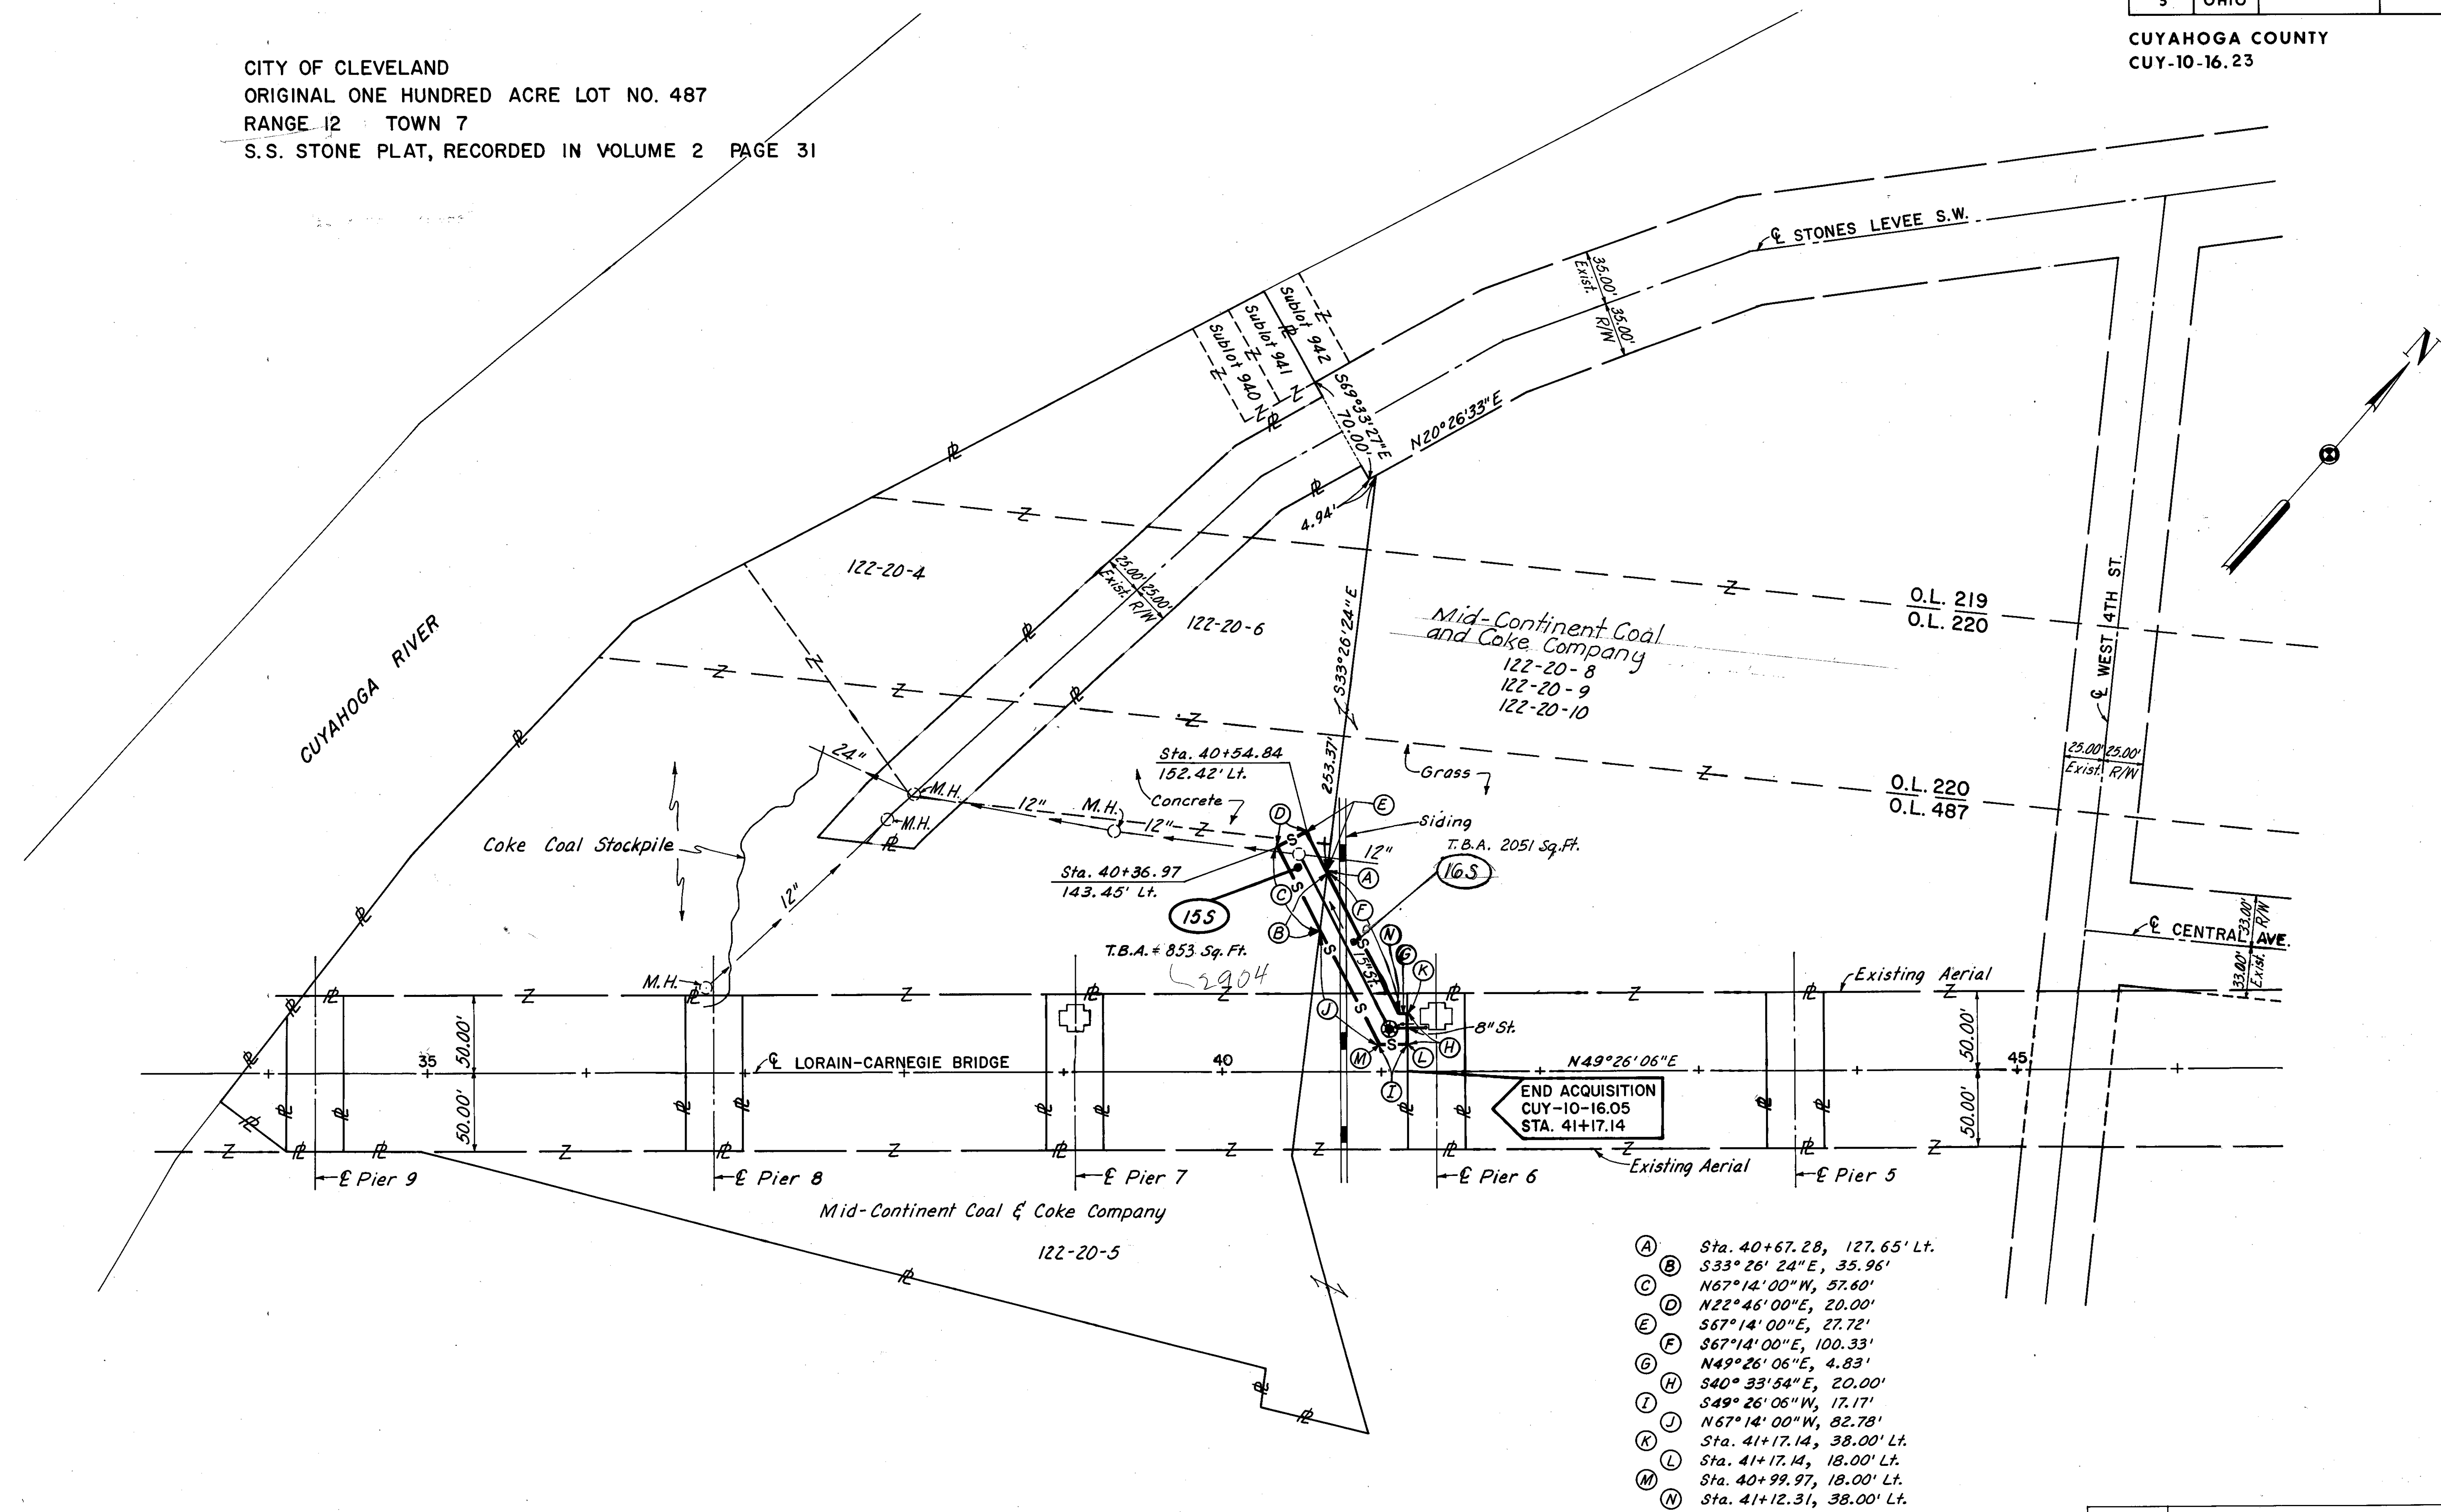 5 OHIO
CUYAHOGA COUNTY
CUY-10-16.23
CITY OF CLEVELAND
ORIGINAL ONE HUNDRED ACRE LOT NO. 487
RANGE 12 TOWN 7
S.S. STONE PLAT, RECORDED IN VOLUME 2 PAGE 31
℄ STONES LEVEE S.W.
35.00' 35.00'
Exist. R/W
Sublot 942
Sublot 941
Sublot 940
S69°33'27"E
70.00'
N20°26'33"E
4.94'
N
CUYAHOGA RIVER
122-20-4
25.00' 25.00'
Exist. R/W
122-20-6
S33°26'24"E
253.37'
Mid-Continent Coal
and Coke Company
122-20-8
122-20-9
122-20-10
O.L. 219
O.L. 220
℄ WEST 4TH ST.
25.00' 25.00'
Exist. R/W
O.L. 220
O.L. 487
24"
M.H.
M.H.
12"
M.H.
12"
Concrete
Grass
Sta. 40+54.84
152.42' Lt.
D
E
Siding
12"
T.B.A. 2051 Sq.Ft.
16S
Coke Coal Stockpile
12"
Sta. 40+36.97
143.45' Lt.
A
C
15S
B
F
N
G
K
T.B.A. = 853 Sq. Ft.
2904
15" St.
M.H.
J
8" St.
H
M
L
I
33.00' R/W
℄ CENTRAL AVE.
33.00' Exist.
Existing Aerial
50.00'
50.00'
35
℄ LORAIN-CARNEGIE BRIDGE
40
N49°26'06"E
45
50.00'
50.00'
END ACQUISITION
CUY-10-16.05
STA. 41+17.14
Existing Aerial
℄ Pier 9
℄ Pier 8
℄ Pier 7
℄ Pier 6
℄ Pier 5
Mid-Continent Coal & Coke Company
122-20-5
A Sta. 40+67.28, 127.65' Lt.
B S33°26'24"E, 35.96'
C N67°14'00"W, 57.60'
D N22°46'00"E, 20.00'
E S67°14'00"E, 27.72'
F S67°14'00"E, 100.33'
G N49°26'06"E, 4.83'
H S40°33'54"E, 20.00'
I S49°26'06"W, 17.17'
J N67°14'00"W, 82.78'
K Sta. 41+17.14, 38.00' Lt.
L Sta. 41+17.14, 18.00' Lt.
M Sta. 40+99.97, 18.00' Lt.
N Sta. 41+12.31, 38.00' Lt.